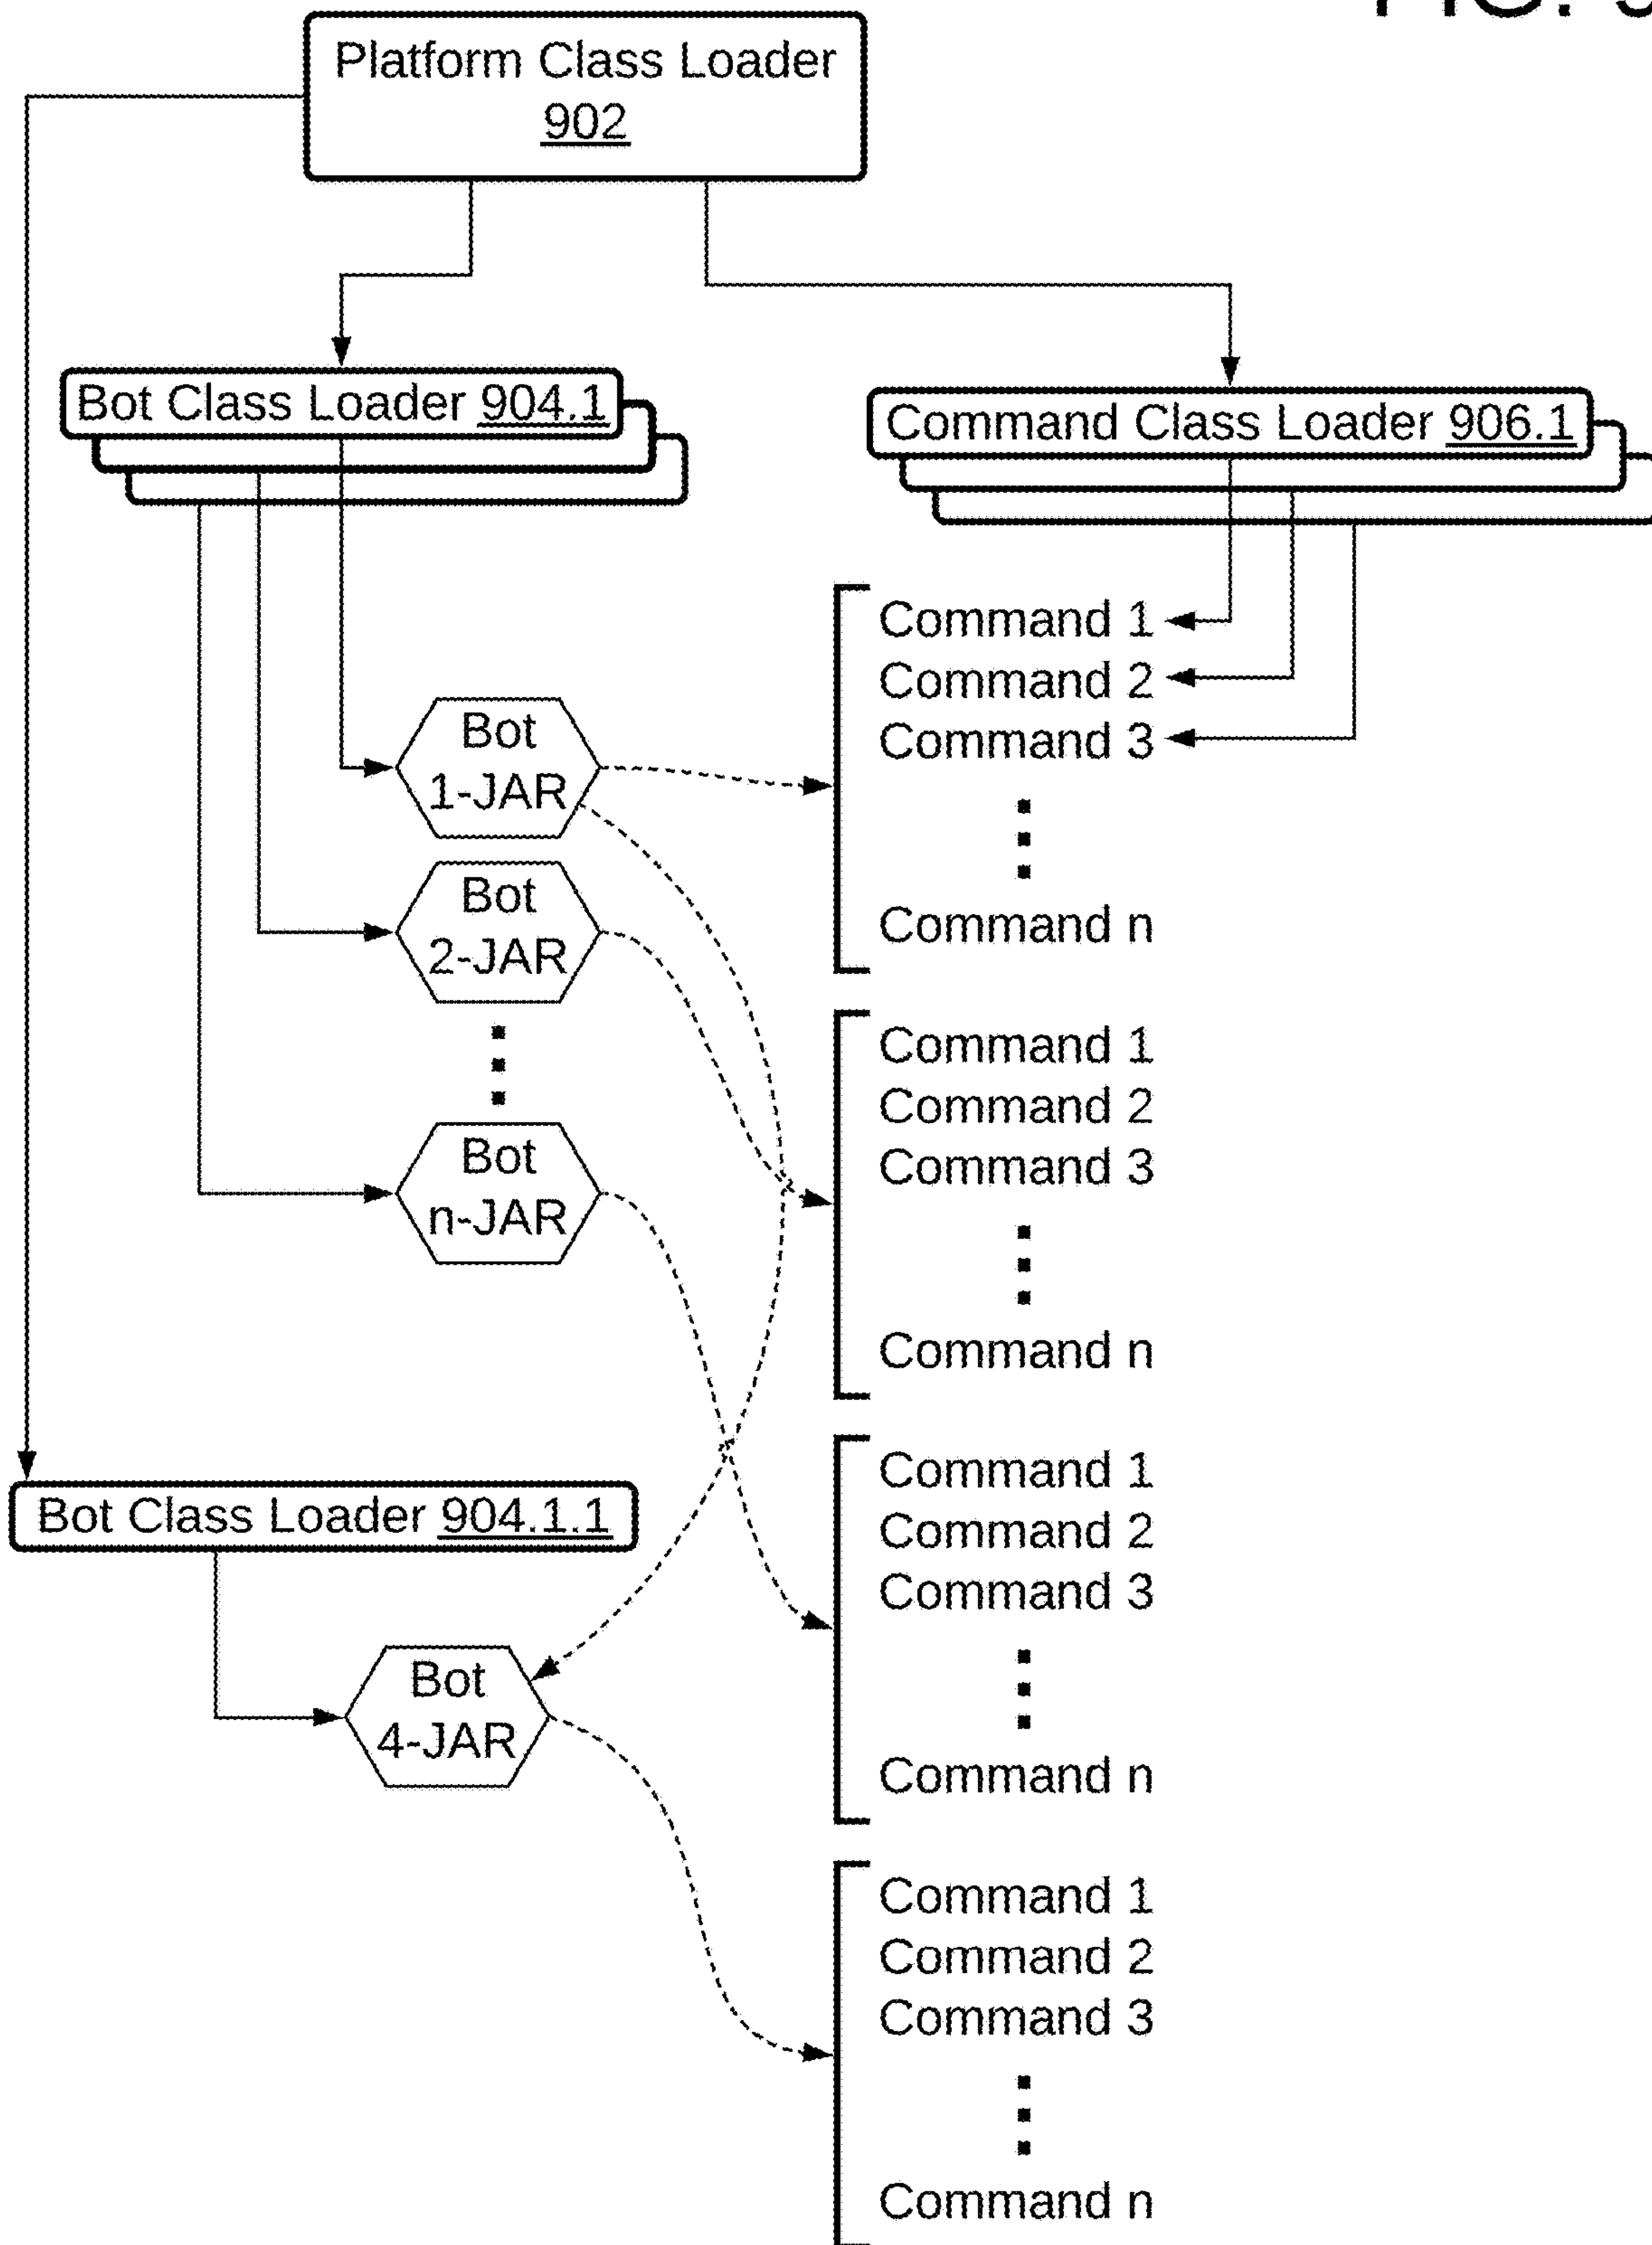 Platform Class Loader
902
Bot Class Loader 904.1
Command Class Loader 906.1
Command 1
Command 2
Command 3
Command n
Bot
1-JAR
Bot
2-JAR
Bot
n-JAR
Command 1
Command 2
Command 3
Command n
Command 1
Command 2
Command 3
Command n
Bot Class Loader 904.1.1
Bot
4-JAR
Command 1
Command 2
Command 3
Command n